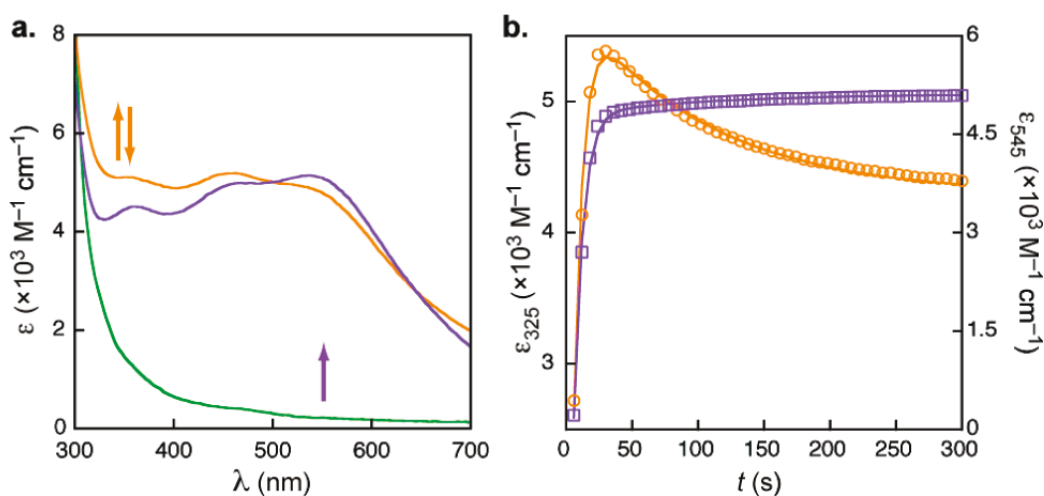 a.
8
6
4
2
0
ε (×10³ M⁻¹ cm⁻¹)
300 400 500 600 700
λ (nm)
b.
5
4
3
ε₃₂₅ (×10³ M⁻¹ cm⁻¹)
6
4.5
3
1.5
0
ε₅₄₅ (×10³ M⁻¹ cm⁻¹)
0 50 100 150 200 250 300
t (s)